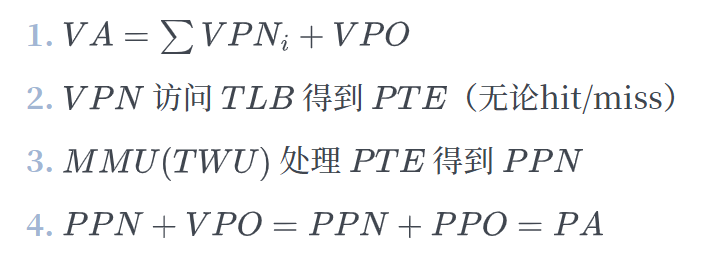 1. VA = ∑ VPNᵢ + VPO
2. VPN 访问 TLB 得到 PTE（无论hit/miss）
3. MMU(TWU) 处理 PTE 得到 PPN
4. PPN + VPO = PPN + PPO = PA